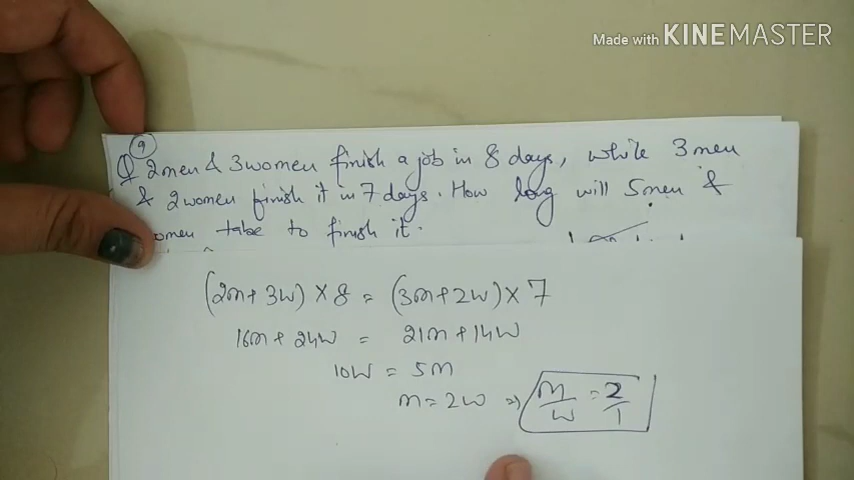 Made with KINEMASTER
9
Q 2men & 3women finish a job in 8 days, while 3men
& 2women finish it in 7 days. How long will 5men &
omen take to finish it.
(2m+3w)×8 = (3m+2w)×7
16m+24w = 21m+14w
10w = 5m
m=2w ⇒ m/w = 2/1